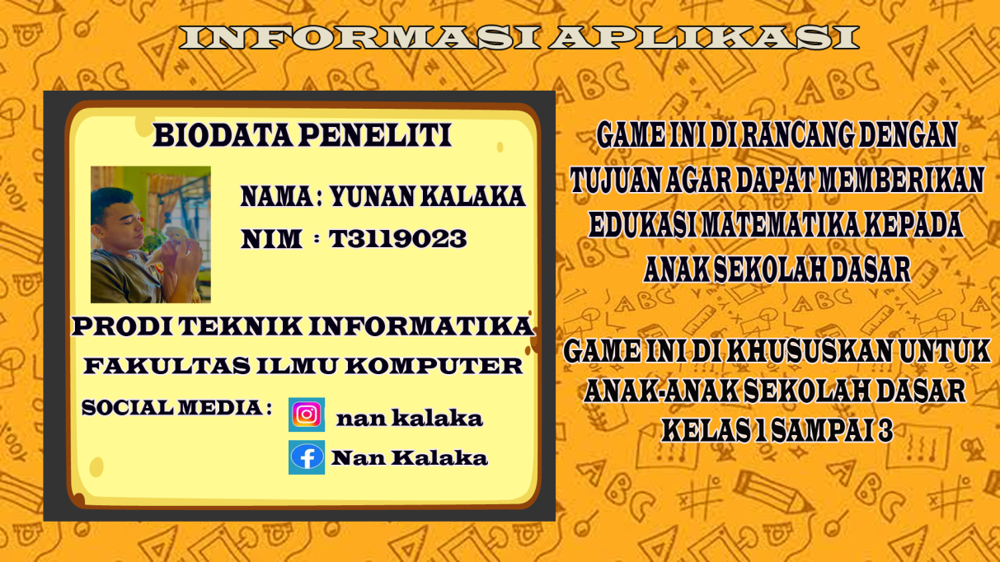 INFORMASI APLIKASI
BIODATA PENELITI
NAMA : YUNAN KALAKA
NIM : T3119023
PRODI TEKNIK INFORMATIKA
FAKULTAS ILMU KOMPUTER
SOCIAL MEDIA :
nan kalaka
Nan Kalaka
GAME INI DI RANCANG DENGAN
TUJUAN AGAR DAPAT MEMBERIKAN
EDUKASI MATEMATIKA KEPADA
ANAK SEKOLAH DASAR
GAME INI DI KHUSUSKAN UNTUK
ANAK-ANAK SEKOLAH DASAR
KELAS 1 SAMPAI 3